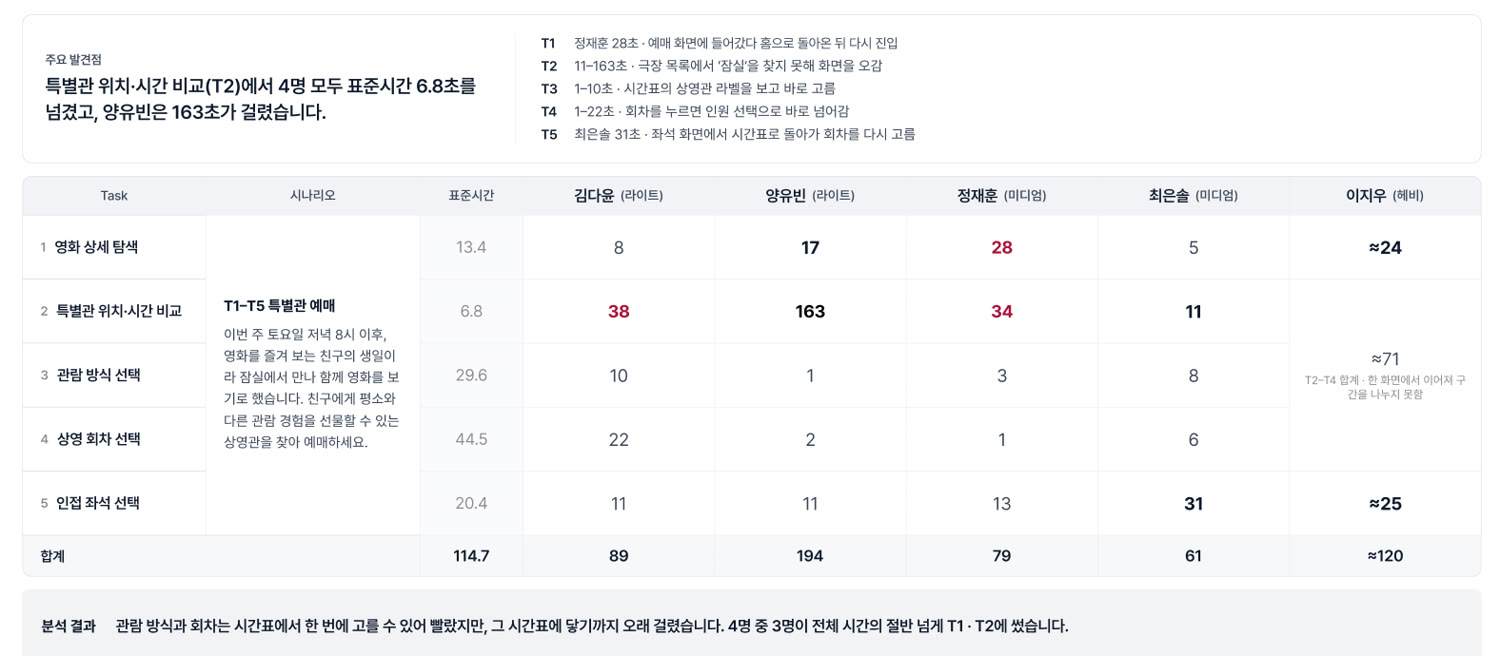 주요 발견점
특별관 위치·시간 비교(T2)에서 4명 모두 표준시간 6.8초를
넘겼고, 양유빈은 163초가 걸렸습니다.
T1 정재훈 28초 · 예매 화면에 들어갔다 홈으로 돌아온 뒤 다시 진입
T2 11–163초 · 극장 목록에서 ‘잠실’을 찾지 못해 화면을 오감
T3 1–10초 · 시간표의 상영관 라벨을 보고 바로 고름
T4 1–22초 · 회차를 누르면 인원 선택으로 바로 넘어감
T5 최은솔 31초 · 좌석 화면에서 시간표로 돌아가 회차를 다시 고름
Task 시나리오 표준시간 김다윤 (라이트) 양유빈 (라이트) 정재훈 (미디엄) 최은솔 (미디엄) 이지우 (헤비)
1 영화 상세 탐색 13.4 8 17 28 5 ≈24
T1–T5 특별관 예매
이번 주 토요일 저녁 8시 이후,
영화를 즐겨 보는 친구의 생일이
라 잠실에서 만나 함께 영화를 보
기로 했습니다. 친구에게 평소와
다른 관람 경험을 선물할 수 있는
상영관을 찾아 예매하세요.
2 특별관 위치·시간 비교 6.8 38 163 34 11
≈71
T2–T4 합계 · 한 화면에서 이어져 구
간을 나누지 못함
3 관람 방식 선택 29.6 10 1 3 8
4 상영 회차 선택 44.5 22 2 1 6
5 인접 좌석 선택 20.4 11 11 13 31 ≈25
합계 114.7 89 194 79 61 ≈120
분석 결과 관람 방식과 회차는 시간표에서 한 번에 고를 수 있어 빨랐지만, 그 시간표에 닿기까지 오래 걸렸습니다. 4명 중 3명이 전체 시간의 절반 넘게 T1 · T2에 썼습니다.